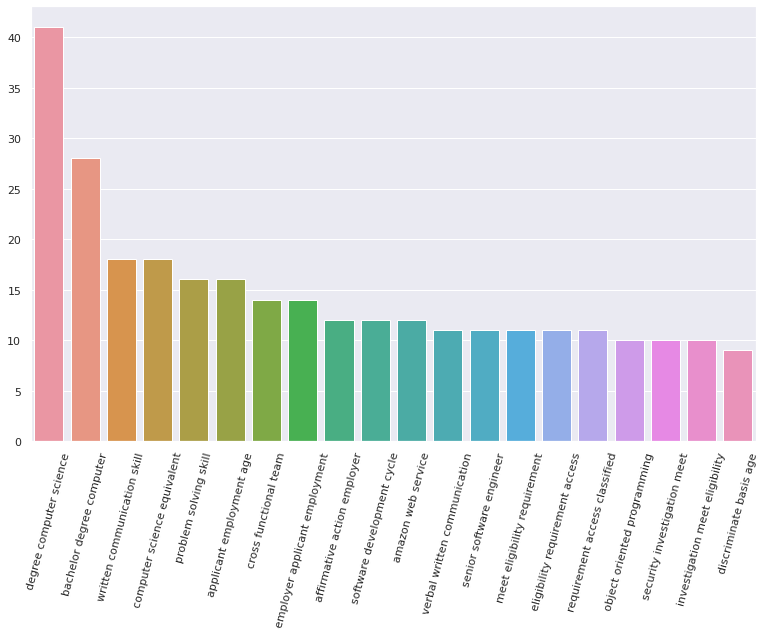 40
35
30
25
20
15
10
5
0
degree computer science
bachelor degree computer
written communication skill
computer science equivalent
problem solving skill
applicant employment age
cross functional team
employer applicant employment
affirmative action employer
software development cycle
amazon web service
verbal written communication
senior software engineer
meet eligibility requirement
eligibility requirement access
requirement access classified
object oriented programming
security investigation meet
investigation meet eligibility
discriminate basis age